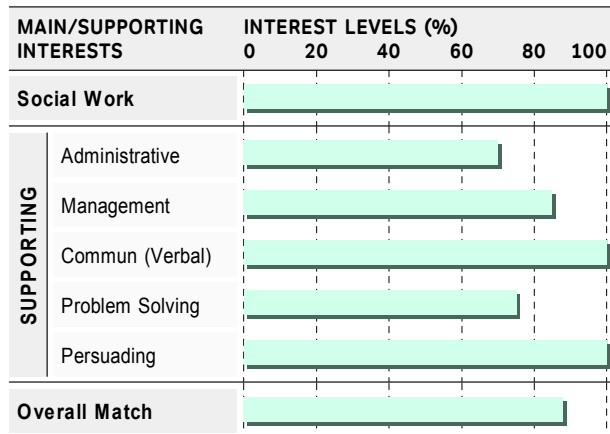 MAIN/SUPPORTING INTERESTS
INTEREST LEVELS (%)
0 20 40 60 80 100
Social Work
SUPPORTING
Administrative
Management
Commun (Verbal)
Problem Solving
Persuading
Overall Match